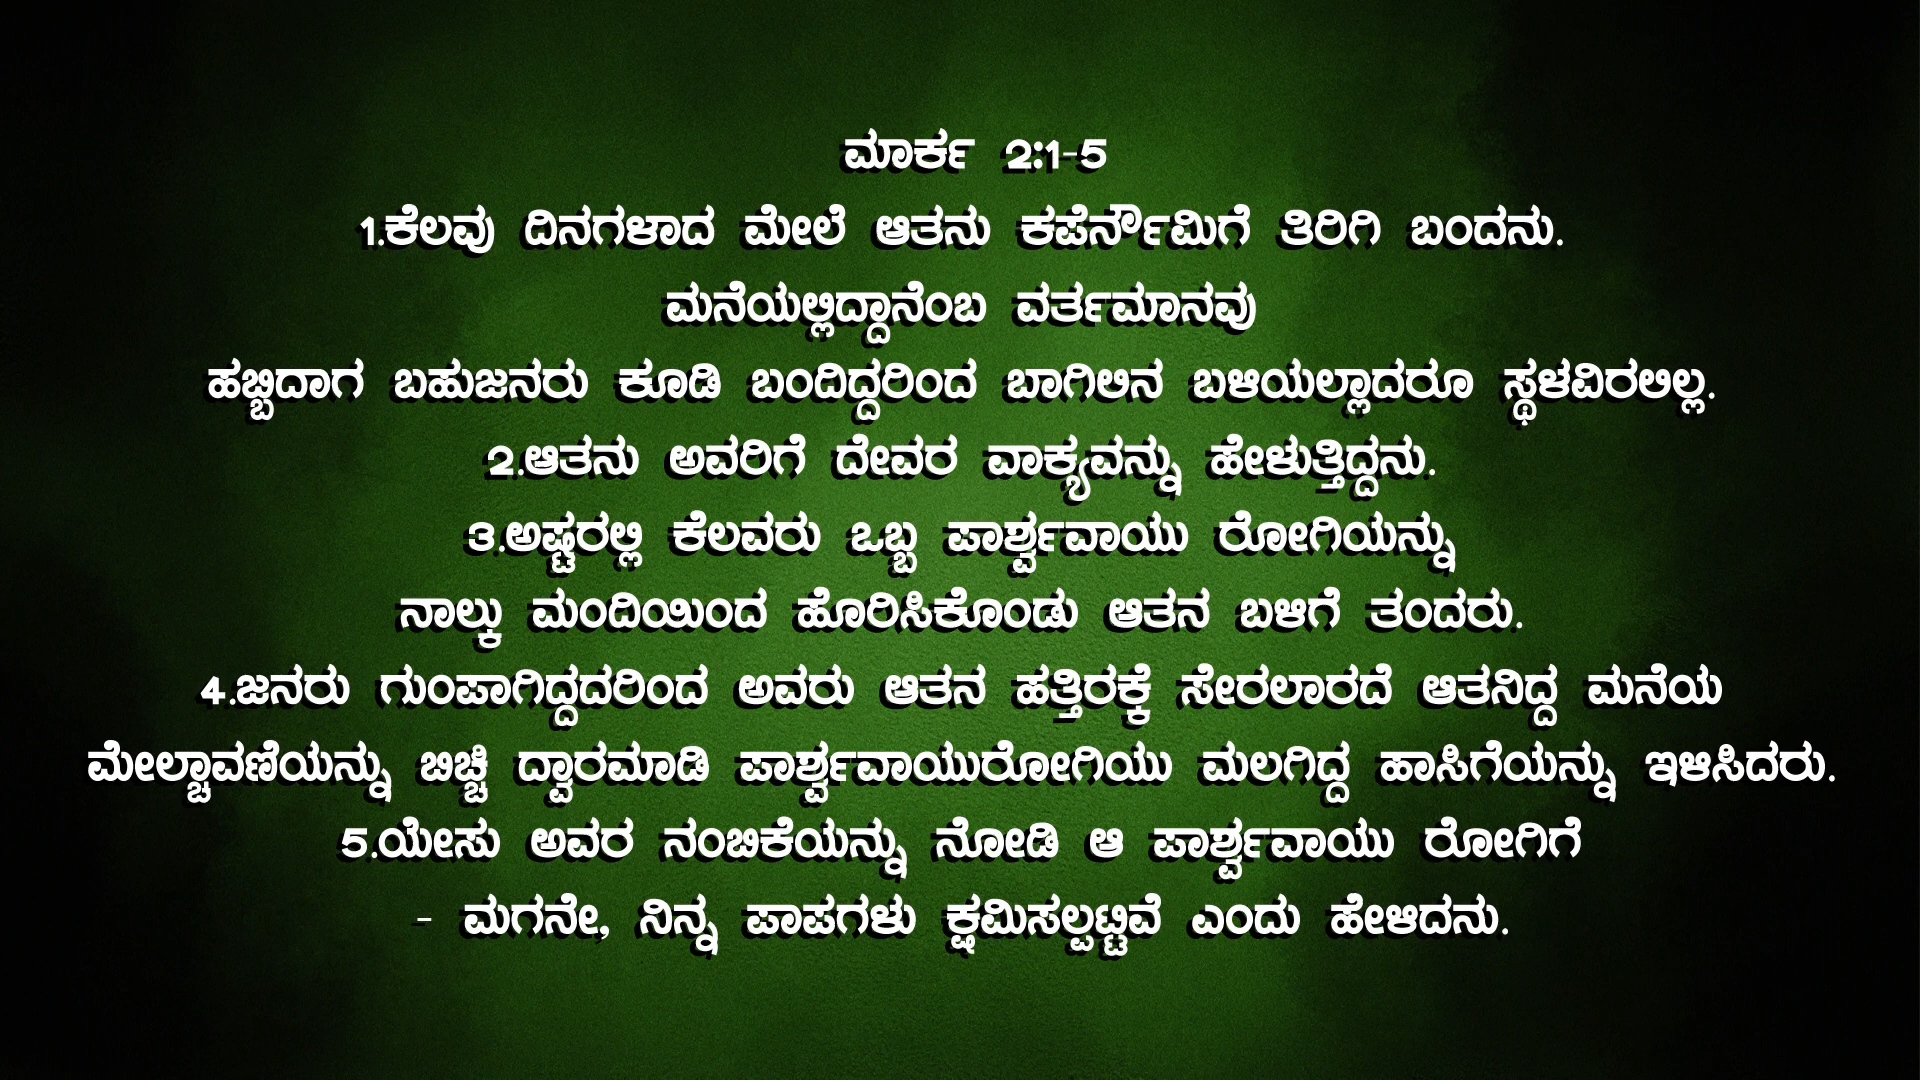 ಮಾರ್ಕ 2:1-5
1.ಕೆಲವು ದಿನಗಳಾದ ಮೇಲೆ ಆತನು ಕಪೆರ್ನೌಮಿಗೆ ತಿರಿಗಿ ಬಂದನು.
ಮನೆಯಲ್ಲಿದ್ದಾನೆಂಬ ವರ್ತಮಾನವು
ಹಬ್ಬಿದಾಗ ಬಹುಜನರು ಕೂಡಿ ಬಂದಿದ್ದರಿಂದ ಬಾಗಿಲಿನ ಬಳಿಯಲ್ಲಾದರೂ ಸ್ಥಳವಿರಲಿಲ್ಲ.
2.ಆತನು ಅವರಿಗೆ ದೇವರ ವಾಕ್ಯವನ್ನು ಹೇಳುತ್ತಿದ್ದನು.
3.ಅಷ್ಟರಲ್ಲಿ ಕೆಲವರು ಒಬ್ಬ ಪಾರ್ಶ್ವವಾಯು ರೋಗಿಯನ್ನು
ನಾಲ್ಕು ಮಂದಿಯಿಂದ ಹೊರಿಸಿಕೊಂಡು ಆತನ ಬಳಿಗೆ ತಂದರು.
4.ಜನರು ಗುಂಪಾಗಿದ್ದದರಿಂದ ಅವರು ಆತನ ಹತ್ತಿರಕ್ಕೆ ಸೇರಲಾರದೆ ಆತನಿದ್ದ ಮನೆಯ
ಮೇಲ್ಚಾವಣಿಯನ್ನು ಬಿಚ್ಚಿ ದ್ವಾರಮಾಡಿ ಪಾರ್ಶ್ವವಾಯುರೋಗಿಯು ಮಲಗಿದ್ದ ಹಾಸಿಗೆಯನ್ನು ಇಳಿಸಿದರು.
5.ಯೇಸು ಅವರ ನಂಬಿಕೆಯನ್ನು ನೋಡಿ ಆ ಪಾರ್ಶ್ವವಾಯು ರೋಗಿಗೆ
- ಮಗನೇ, ನಿನ್ನ ಪಾಪಗಳು ಕ್ಷಮಿಸಲ್ಪಟ್ಟವೆ ಎಂದು ಹೇಳಿದನು.